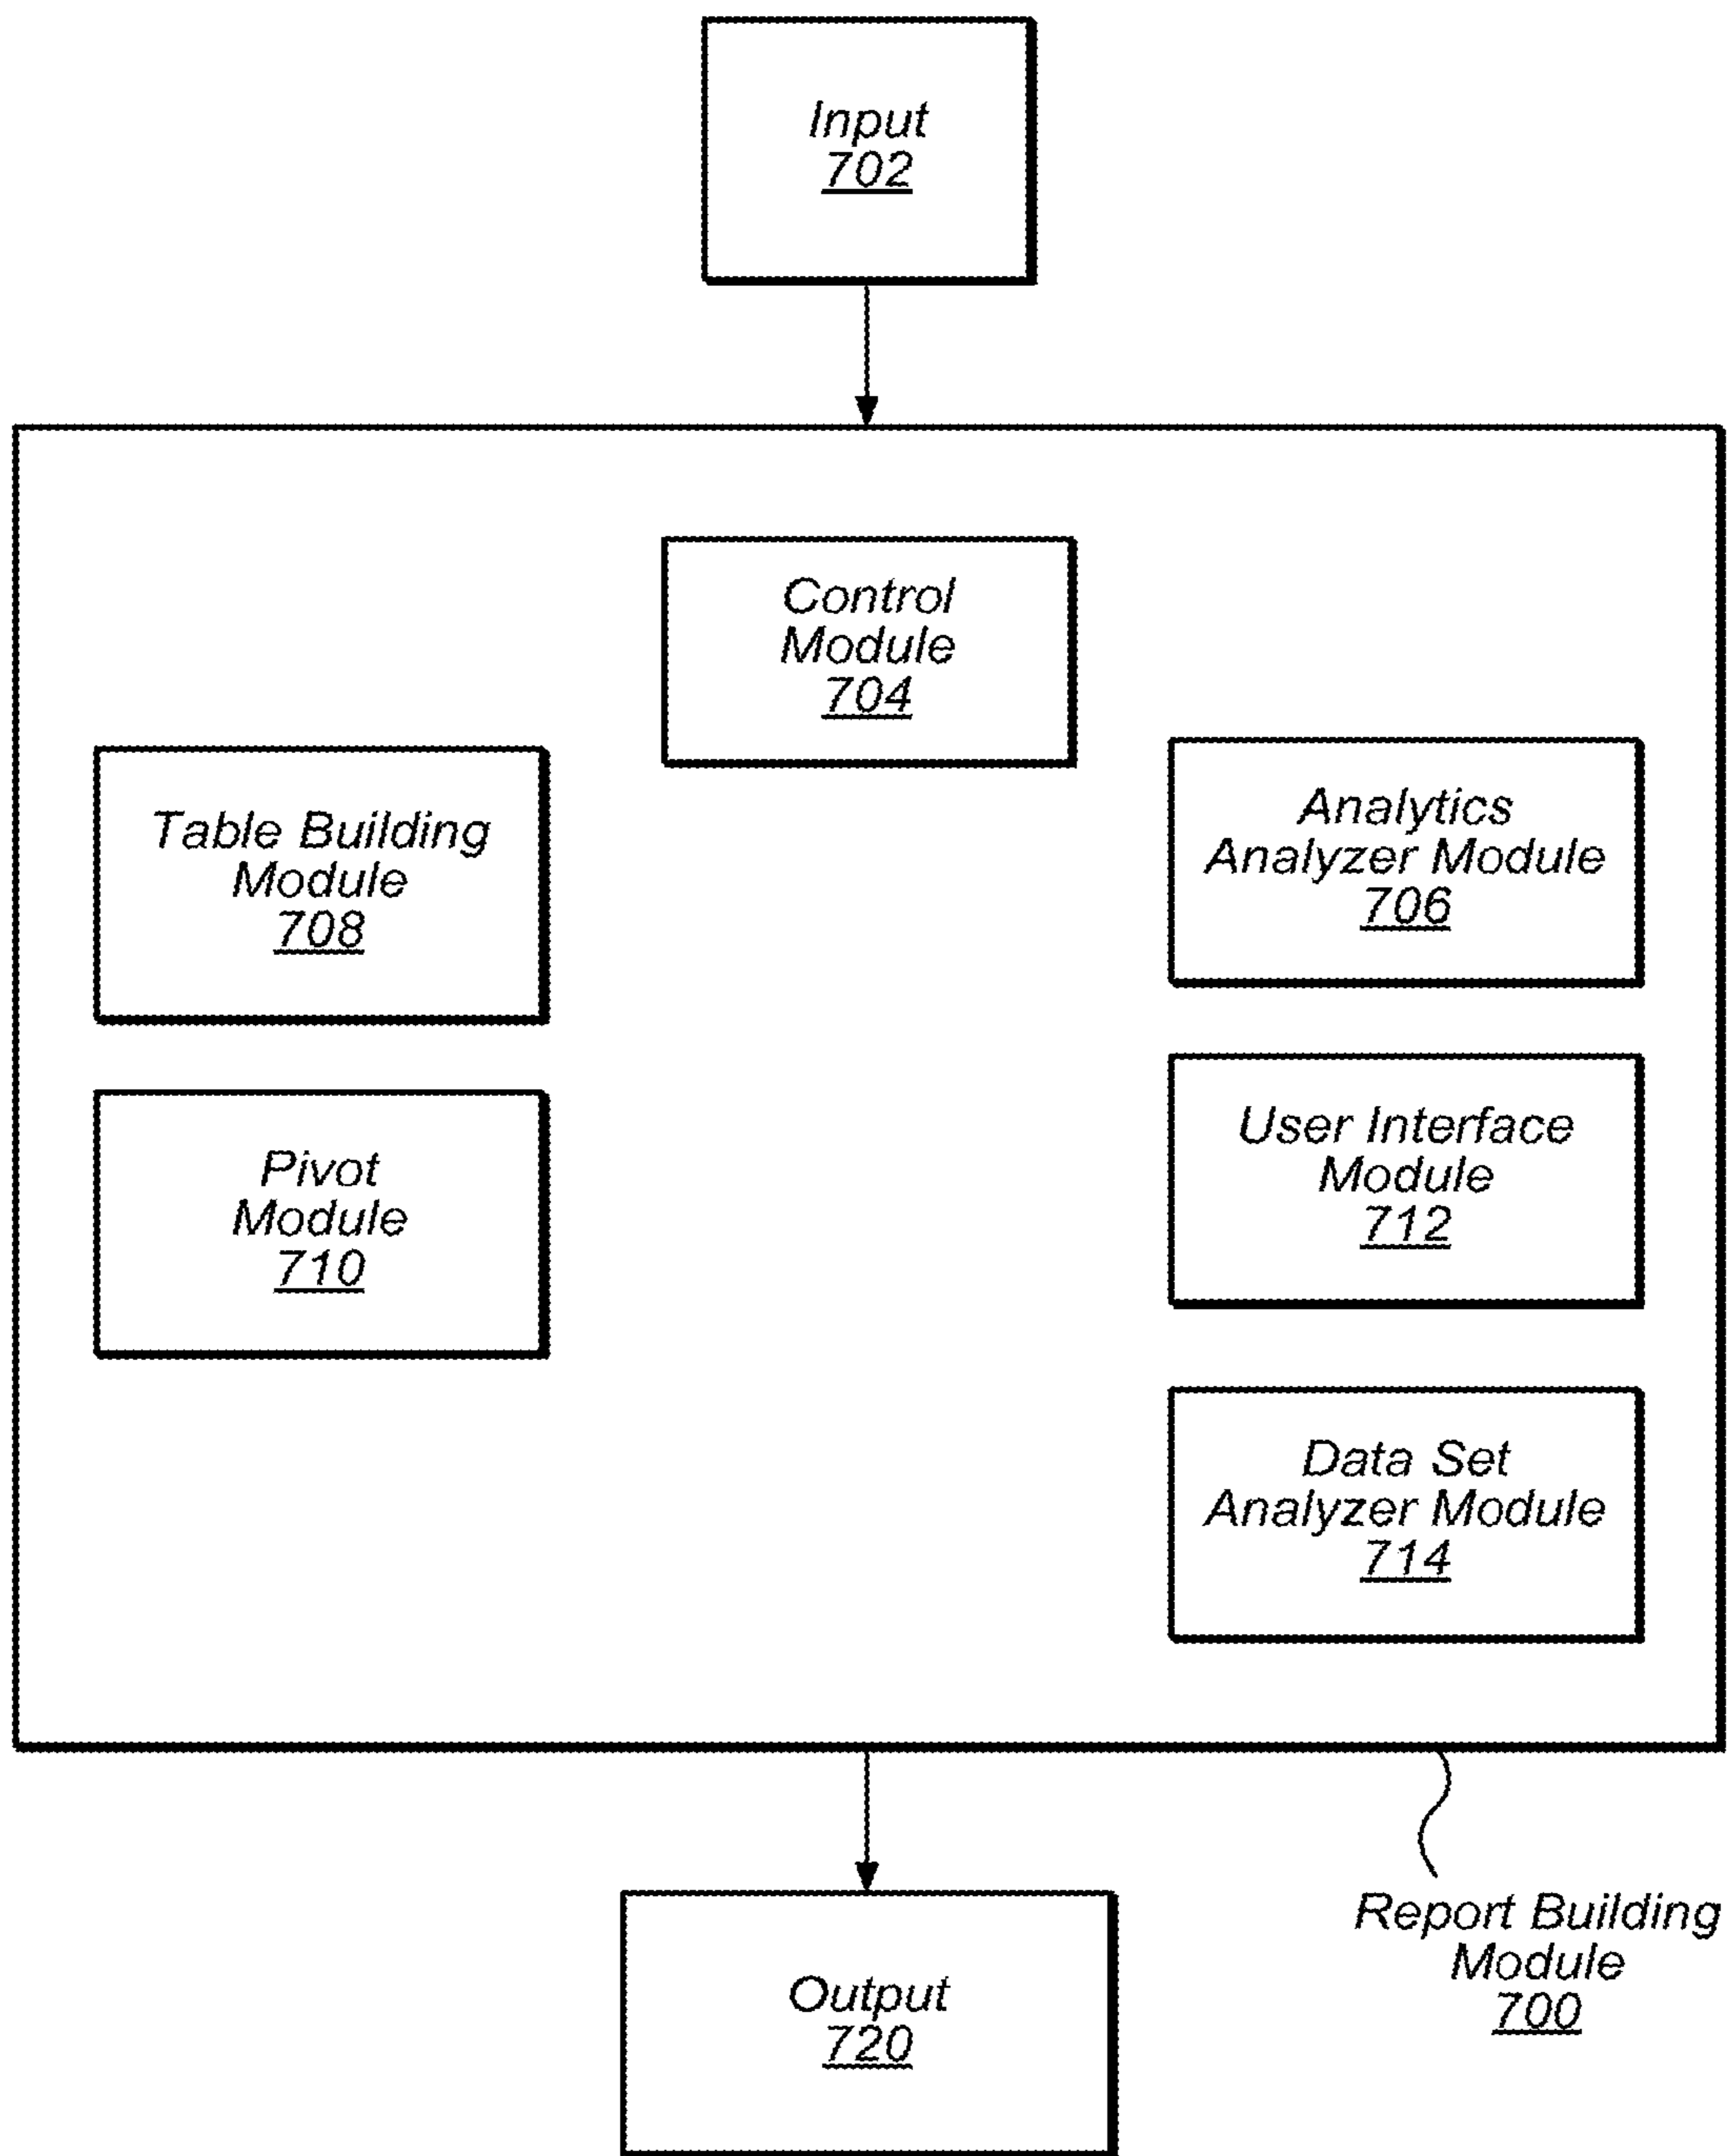 Input
702
Control
Module
704
Table Building
Module
708
Analytics
Analyzer Module
706
Pivot
Module
710
User Interface
Module
712
Data Set
Analyzer Module
714
Output
720
Report Building
Module
700